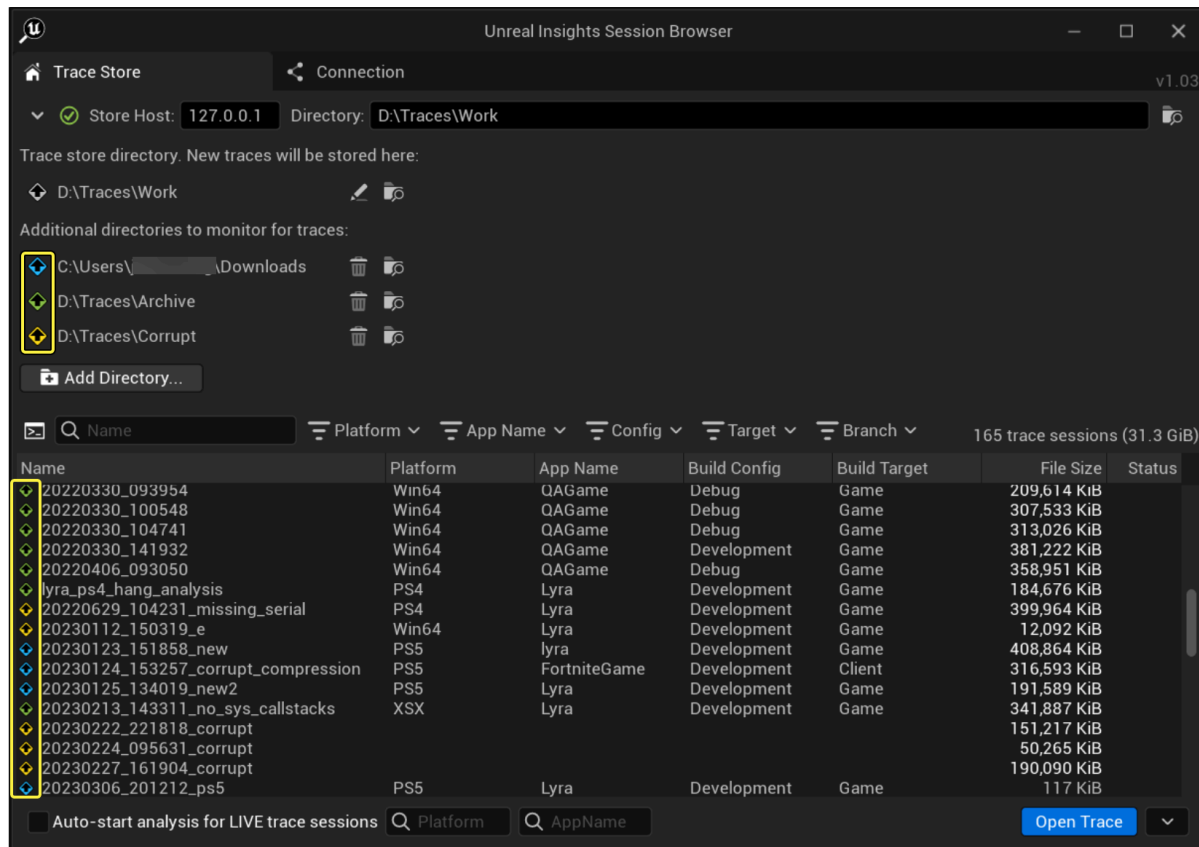 Unreal Insights Session Browser
Trace Store Connection v1.03
Store Host: 127.0.0.1 Directory: D:\Traces\Work
Trace store directory. New traces will be stored here:
D:\Traces\Work
Additional directories to monitor for traces:
C:\Users\ \Downloads
D:\Traces\Archive
D:\Traces\Corrupt
Add Directory...
Name Platform App Name Config Target Branch 165 trace sessions (31.3 GiB)
Name Platform App Name Build Config Build Target File Size Status
20220330_093954 Win64 QAGame Debug Game 209,614 KiB
20220330_100548 Win64 QAGame Debug Game 307,533 KiB
20220330_104741 Win64 QAGame Debug Game 313,026 KiB
20220330_141932 Win64 QAGame Development Game 381,222 KiB
20220406_093050 Win64 QAGame Debug Game 358,951 KiB
lyra_ps4_hang_analysis PS4 Lyra Development Game 184,676 KiB
20220629_104231_missing_serial PS4 Lyra Development Game 399,964 KiB
20230112_150319_e Win64 Lyra Development Game 12,092 KiB
20230123_151858_new PS5 lyra Development Game 408,864 KiB
20230124_153257_corrupt_compression PS5 FortniteGame Development Client 316,593 KiB
20230125_134019_new2 PS5 Lyra Development Game 191,589 KiB
20230213_143311_no_sys_callstacks XSX Lyra Development Game 341,887 KiB
20230222_221818_corrupt 151,217 KiB
20230224_095631_corrupt 50,265 KiB
20230227_161904_corrupt 190,090 KiB
20230306_201212_ps5 PS5 Lyra Development Game 117 KiB
Auto-start analysis for LIVE trace sessions Platform AppName Open Trace